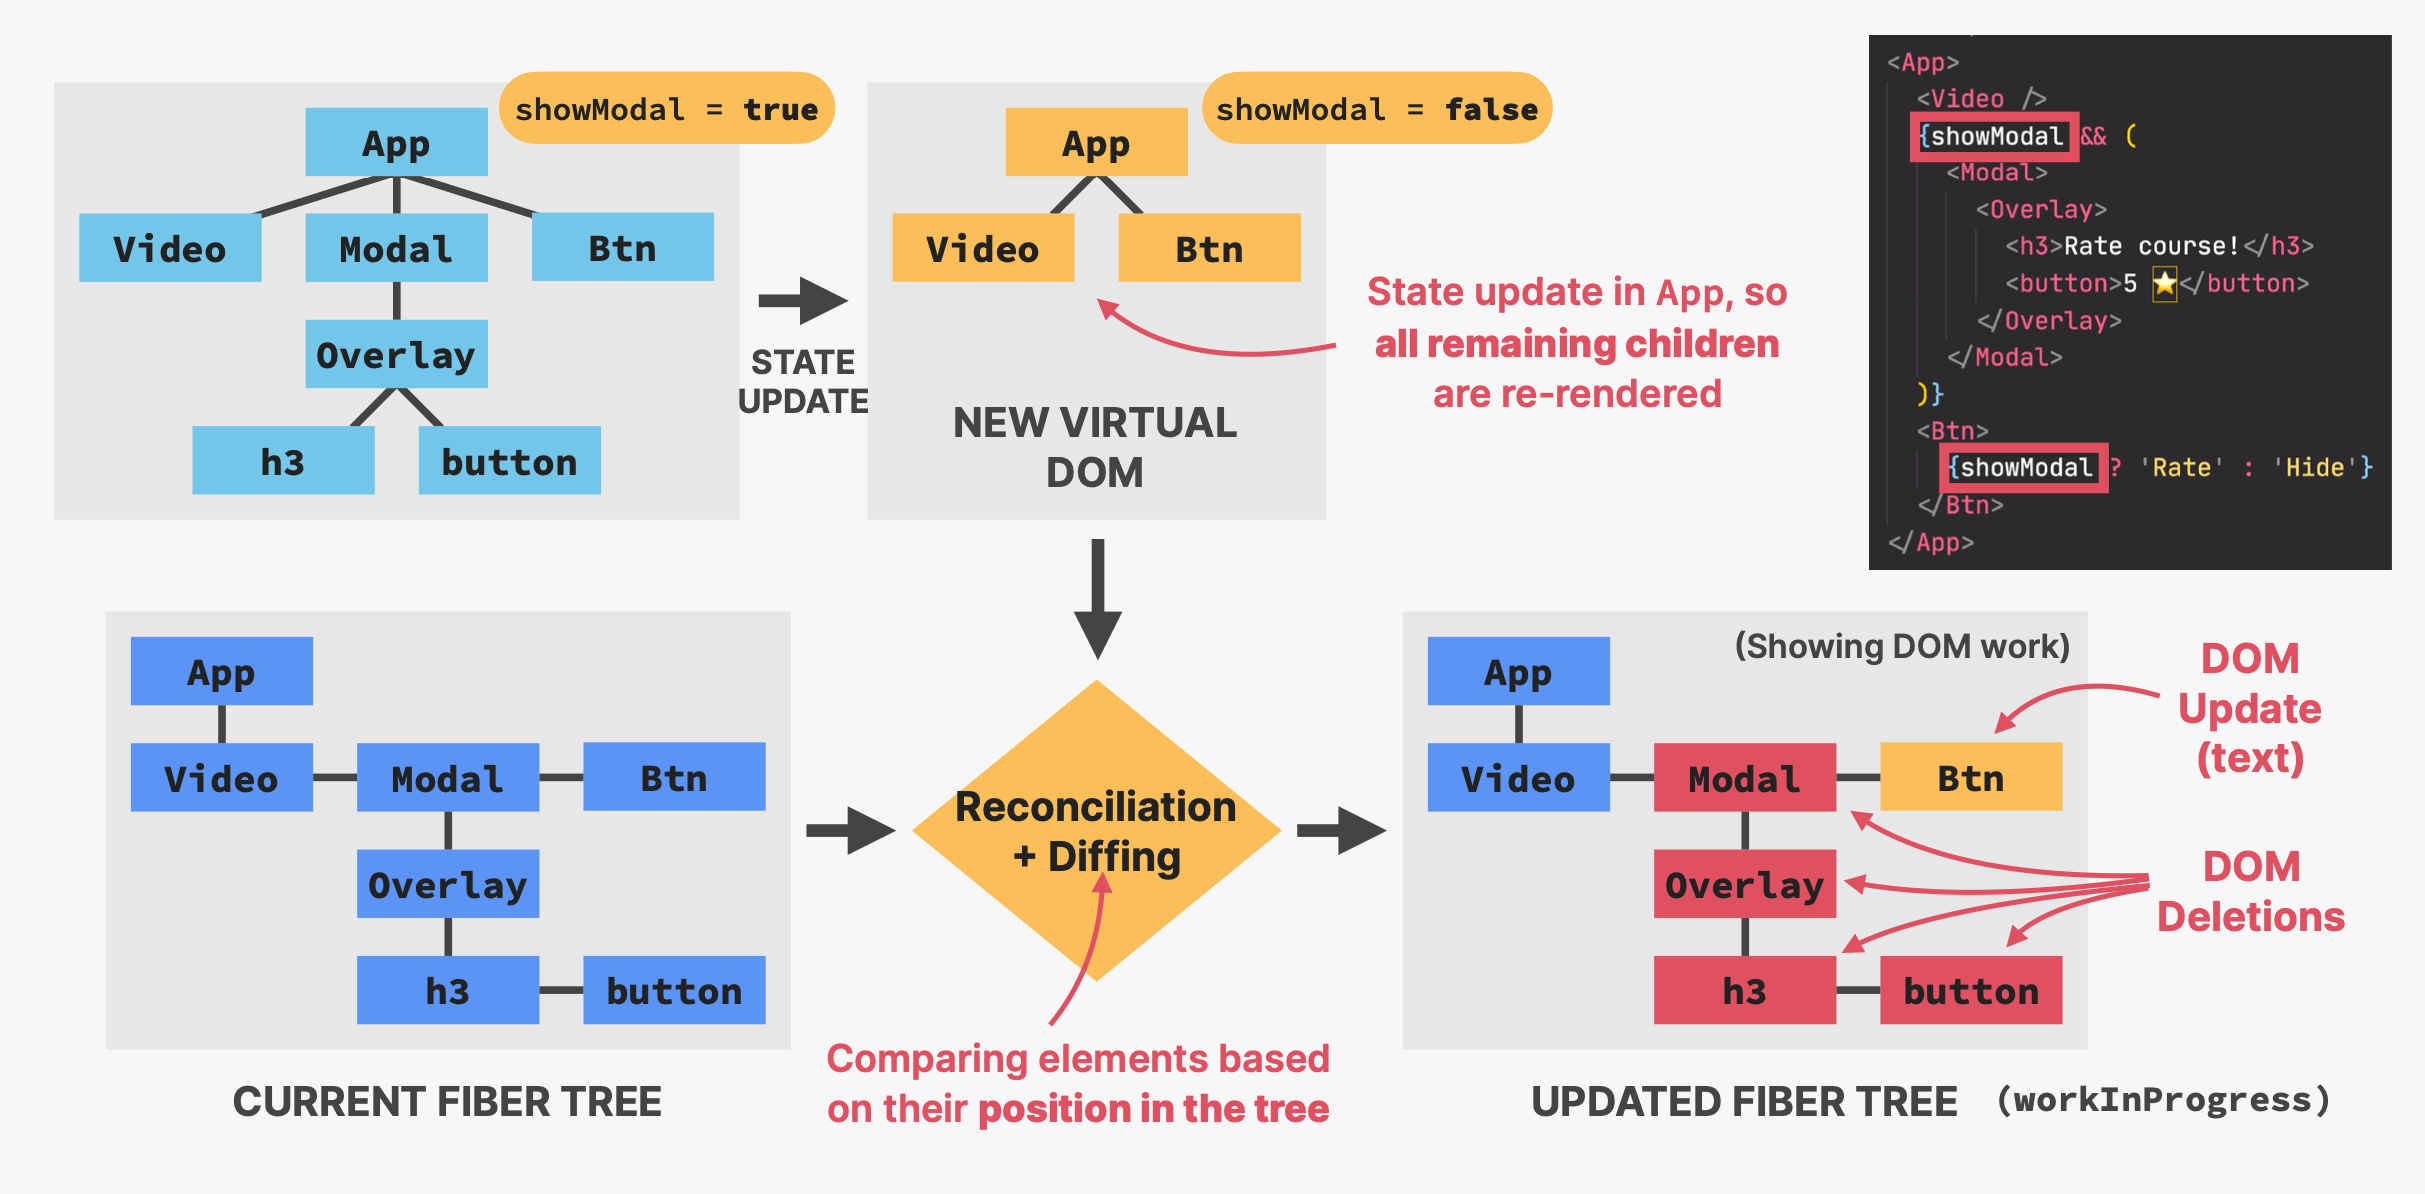 showModal = true
App
Video
Modal
Btn
Overlay
h3
button
STATE
UPDATE
showModal = false
App
Video
Btn
NEW VIRTUAL
DOM
State update in App, so
all remaining children
are re-rendered
<App>
<Video />
{showModal && (
<Modal>
<Overlay>
<h3>Rate course!</h3>
<button>5 ⭐</button>
</Overlay>
</Modal>
)}
<Btn>
{showModal ? 'Rate' : 'Hide'}
</Btn>
</App>
App
Video
Modal
Btn
Overlay
h3
button
CURRENT FIBER TREE
Reconciliation
+ Diffing
Comparing elements based
on their position in the tree
(Showing DOM work)
App
Video
Modal
Btn
Overlay
h3
button
DOM
Update
(text)
DOM
Deletions
UPDATED FIBER TREE (workInProgress)